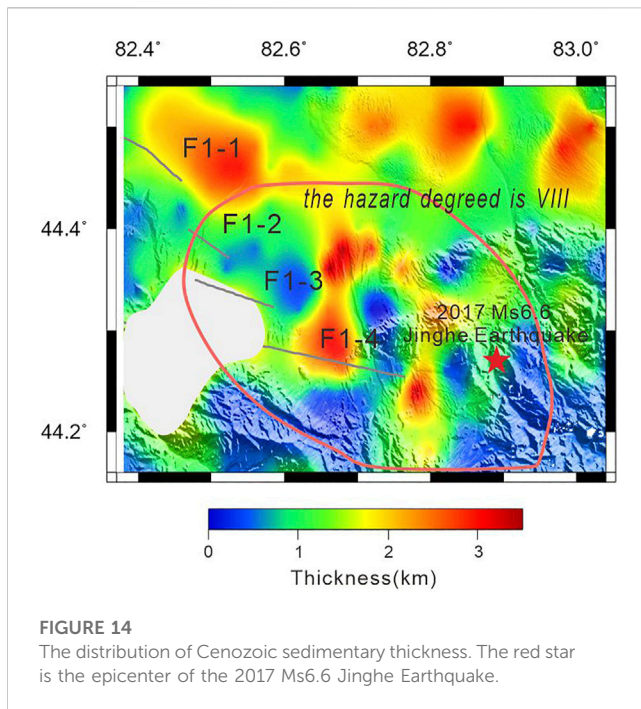 82.4° 82.6° 82.8° 83.0°
F1-1
the hazard degreed is VIII
44.4°
F1-2
F1-3
2017 Ms6.6
F1-4 Jinghe Earthquake
44.2°
0 1 2 3
Thickness(km)
FIGURE 14
The distribution of Cenozoic sedimentary thickness. The red star
is the epicenter of the 2017 Ms6.6 Jinghe Earthquake.